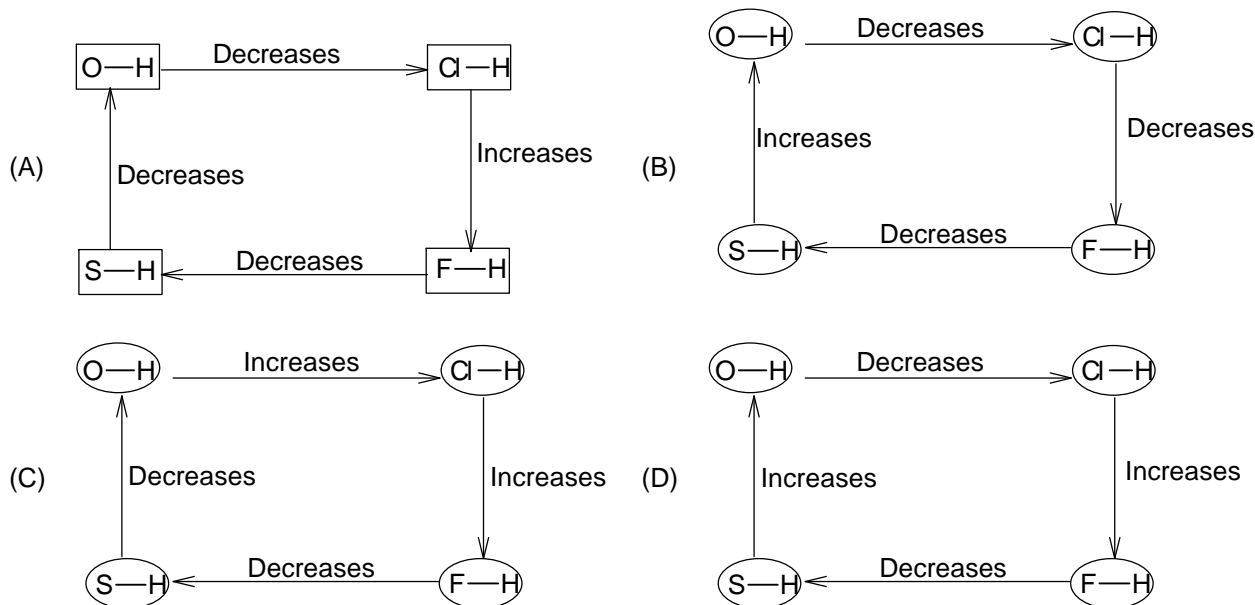 (A)
O—H Decreases Cl—H
Decreases
Increases
S—H Decreases F—H
(B)
O—H Decreases Cl—H
Increases
Decreases
S—H Decreases F—H
(C)
O—H Increases Cl—H
Decreases
Increases
S—H Decreases F—H
(D)
O—H Decreases Cl—H
Increases
Increases
S—H Decreases F—H